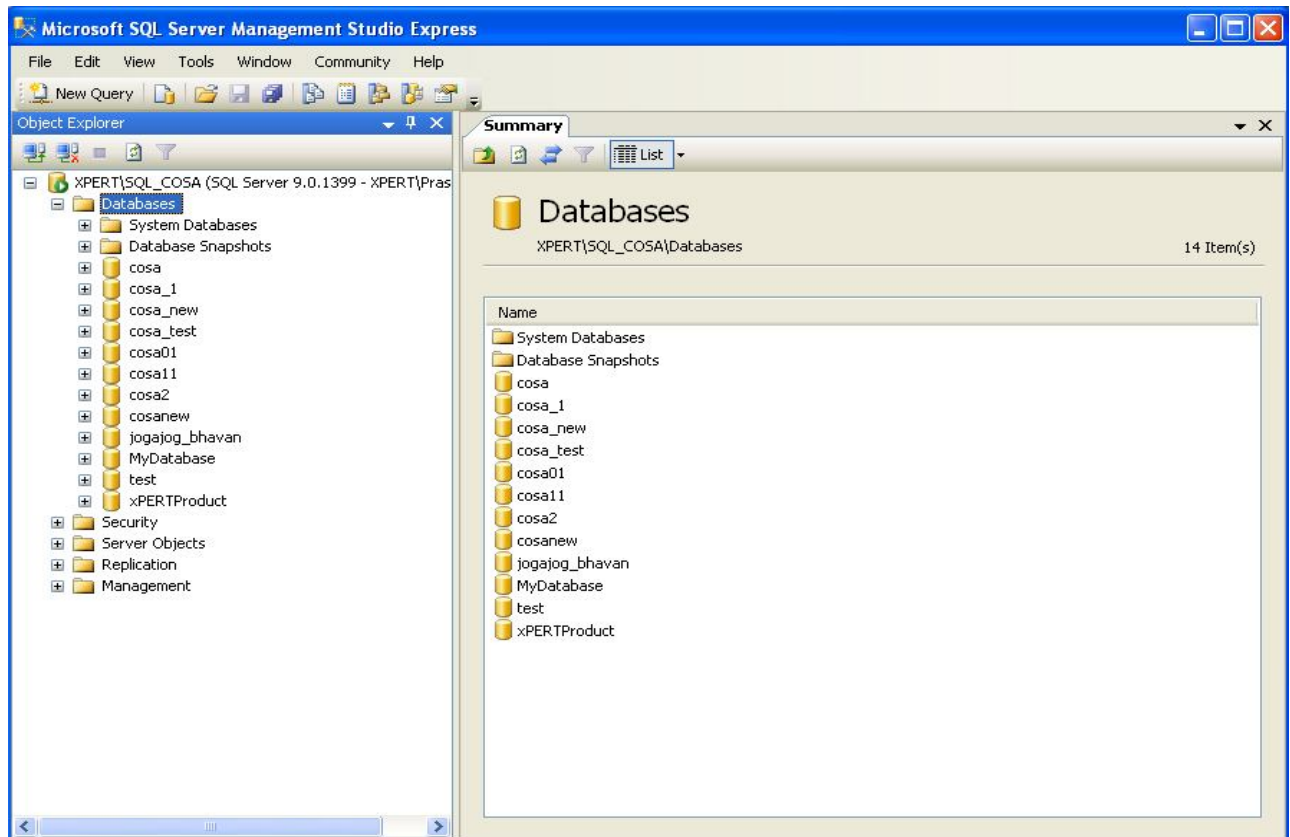 Microsoft SQL Server Management Studio Express
File Edit View Tools Window Community Help
New Query
Object Explorer
XPERT\SQL_COSA (SQL Server 9.0.1399 - XPERT\Pras
Databases
System Databases
Database Snapshots
cosa
cosa_1
cosa_new
cosa_test
cosa01
cosa11
cosa2
cosanew
jogajog_bhavan
MyDatabase
test
xPERTProduct
Security
Server Objects
Replication
Management
Summary
List
Databases
XPERT\SQL_COSA\Databases 14 Item(s)
Name
System Databases
Database Snapshots
cosa
cosa_1
cosa_new
cosa_test
cosa01
cosa11
cosa2
cosanew
jogajog_bhavan
MyDatabase
test
xPERTProduct